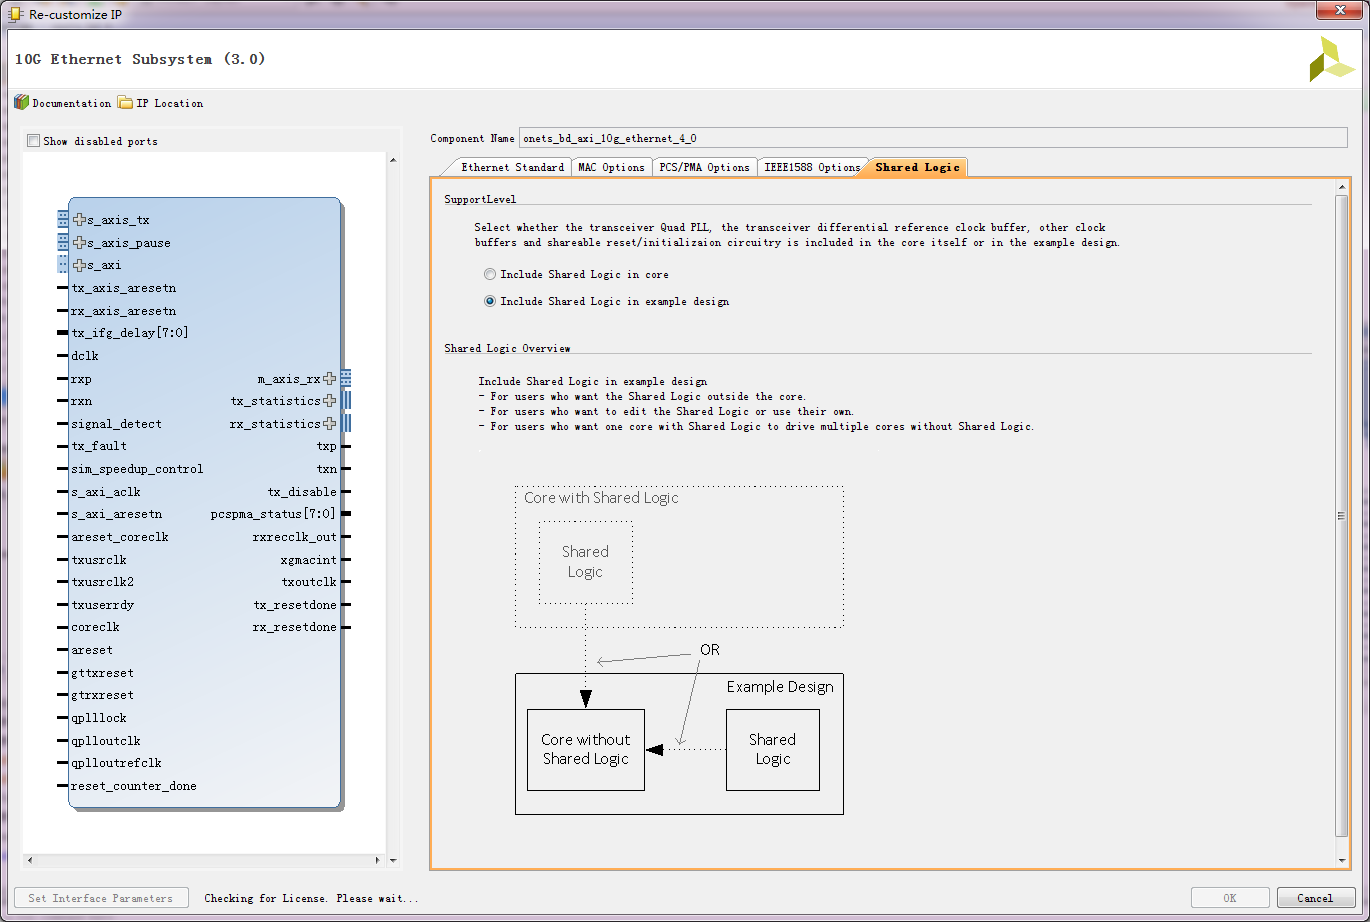 Re-customize IP
10G Ethernet Subsystem (3.0)
Documentation IP Location
Show disabled ports
s_axis_tx
s_axis_pause
s_axi
tx_axis_aresetn
rx_axis_aresetn
tx_ifg_delay[7:0]
dclk
rxp
rxn
signal_detect
tx_fault
sim_speedup_control
s_axi_aclk
s_axi_aresetn
areset_coreclk
txusrclk
txusrclk2
txuserrdy
coreclk
areset
gttxreset
gtrxreset
qplllock
qplloutclk
qplloutrefclk
reset_counter_done
m_axis_rx
tx_statistics
rx_statistics
txp
txn
tx_disable
pcspma_status[7:0]
rxrecclk_out
xgmacint
txoutclk
tx_resetdone
rx_resetdone
Component Name onets_bd_axi_10g_ethernet_4_0
Ethernet Standard MAC Options PCS/PMA Options IEEE1588 Options Shared Logic
SupportLevel
Select whether the transceiver Quad PLL, the transceiver differential reference clock buffer, other clock
buffers and shareable reset/initializaion circuitry is included in the core itself or in the example design.
Include Shared Logic in core
Include Shared Logic in example design
Shared Logic Overview
Include Shared Logic in example design
- For users who want the Shared Logic outside the core.
- For users who want to edit the Shared Logic or use their own.
- For users who want one core with Shared Logic to drive multiple cores without Shared Logic.
Core with Shared Logic
Shared
Logic
OR
Example Design
Core without
Shared Logic
Shared
Logic
Set Interface Parameters Checking for License. Please wait... OK Cancel